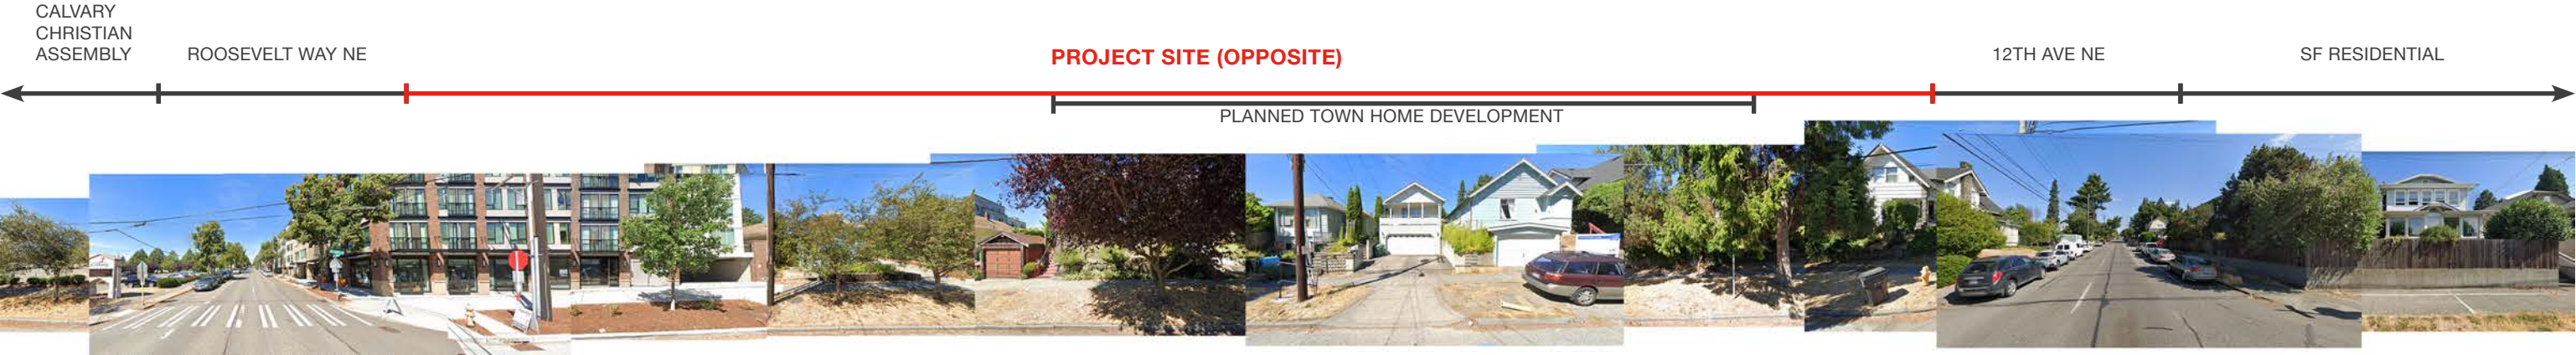 CALVARY
CHRISTIAN
ASSEMBLY
ROOSEVELT WAY NE
PROJECT SITE (OPPOSITE)
12TH AVE NE
SF RESIDENTIAL
PLANNED TOWN HOME DEVELOPMENT